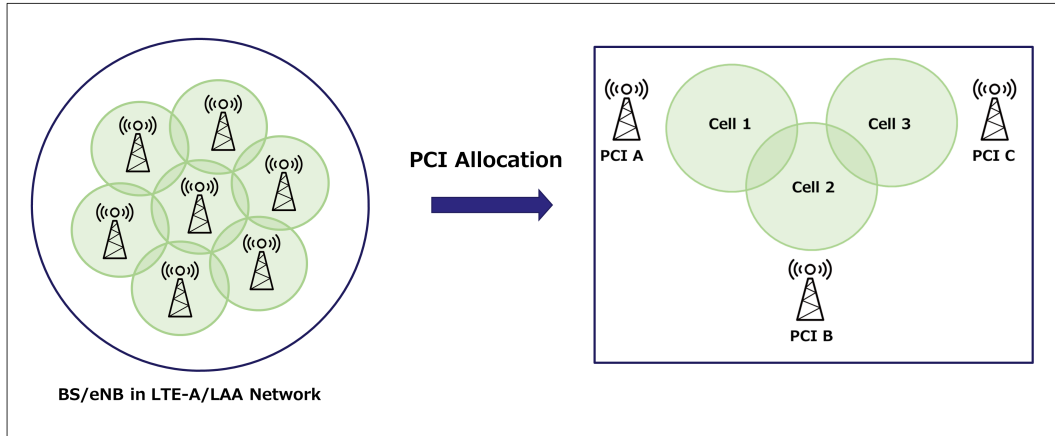 BS/eNB in LTE-A/LAA Network
PCI Allocation
Cell 1
Cell 3
PCI A
PCI C
Cell 2
PCI B